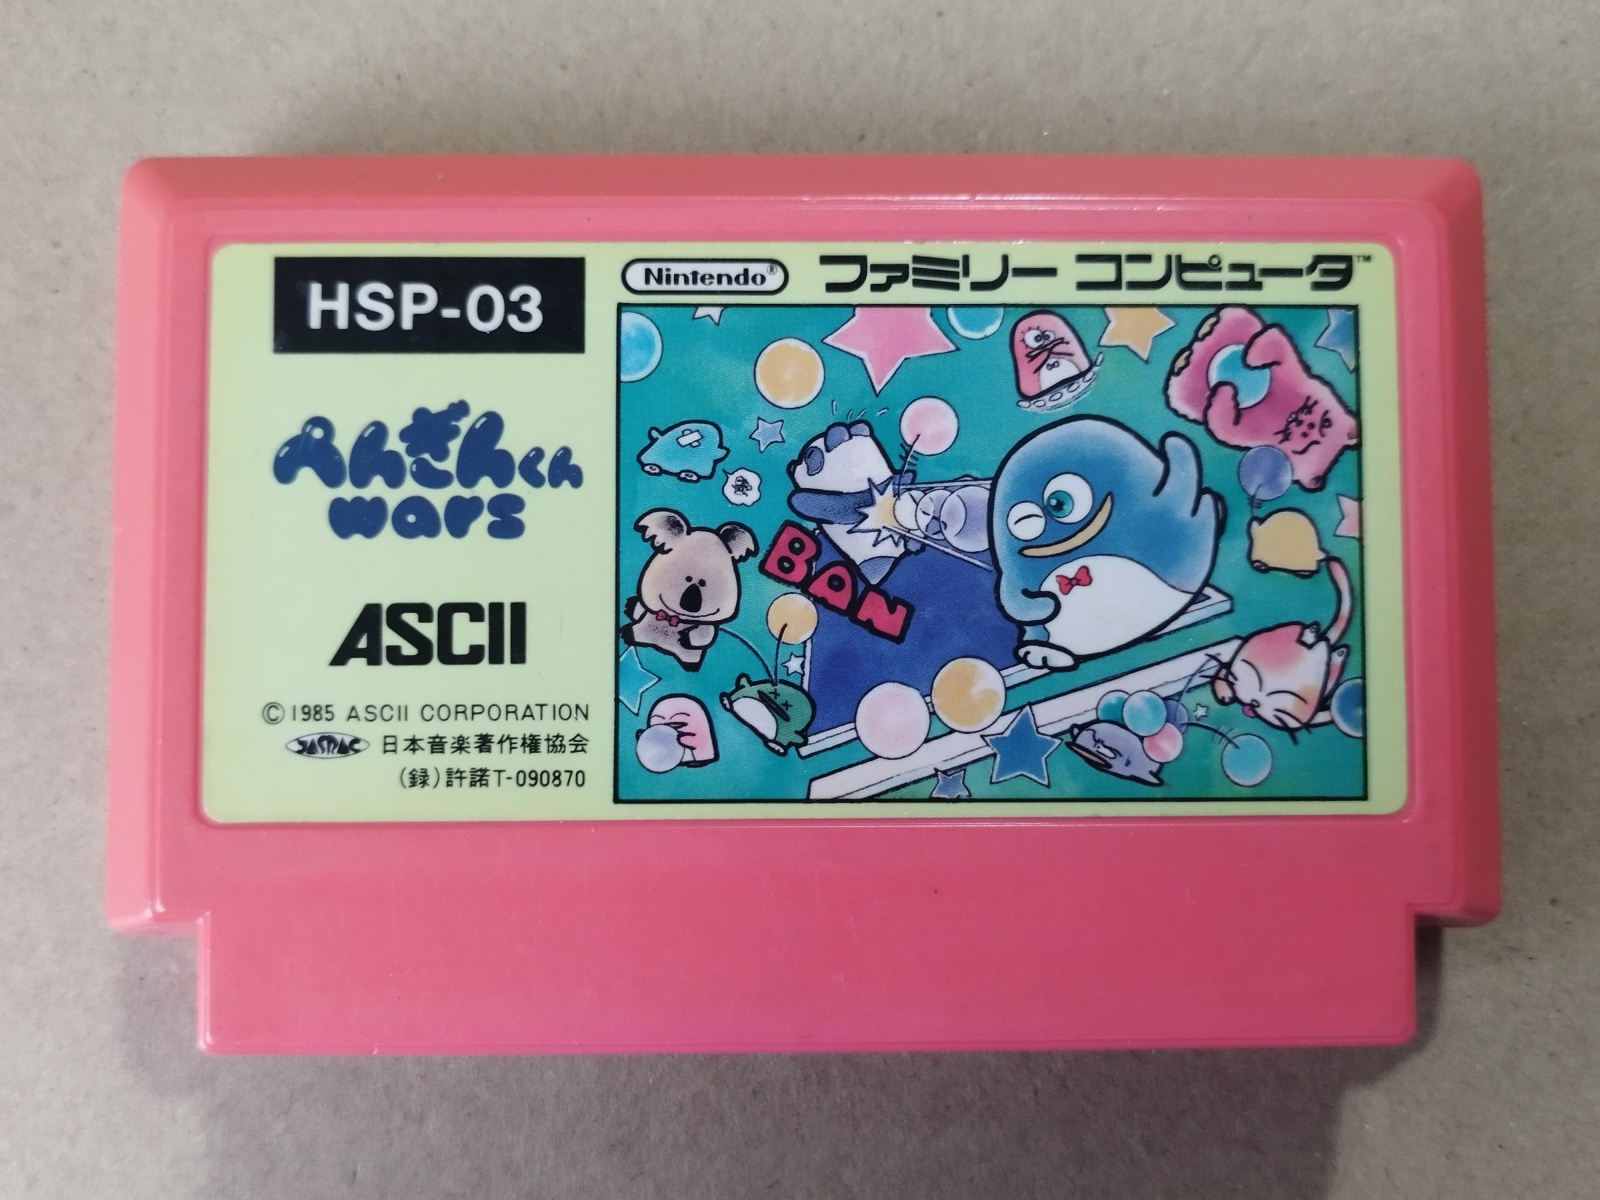 HSP-03
Nintendo® ファミリー コンピュータ™
ぺんぎんくん
wars
BAN
ASCII
©1985 ASCII CORPORATION
JASRAC 日本音楽著作権協会
(録)許諾T-090870